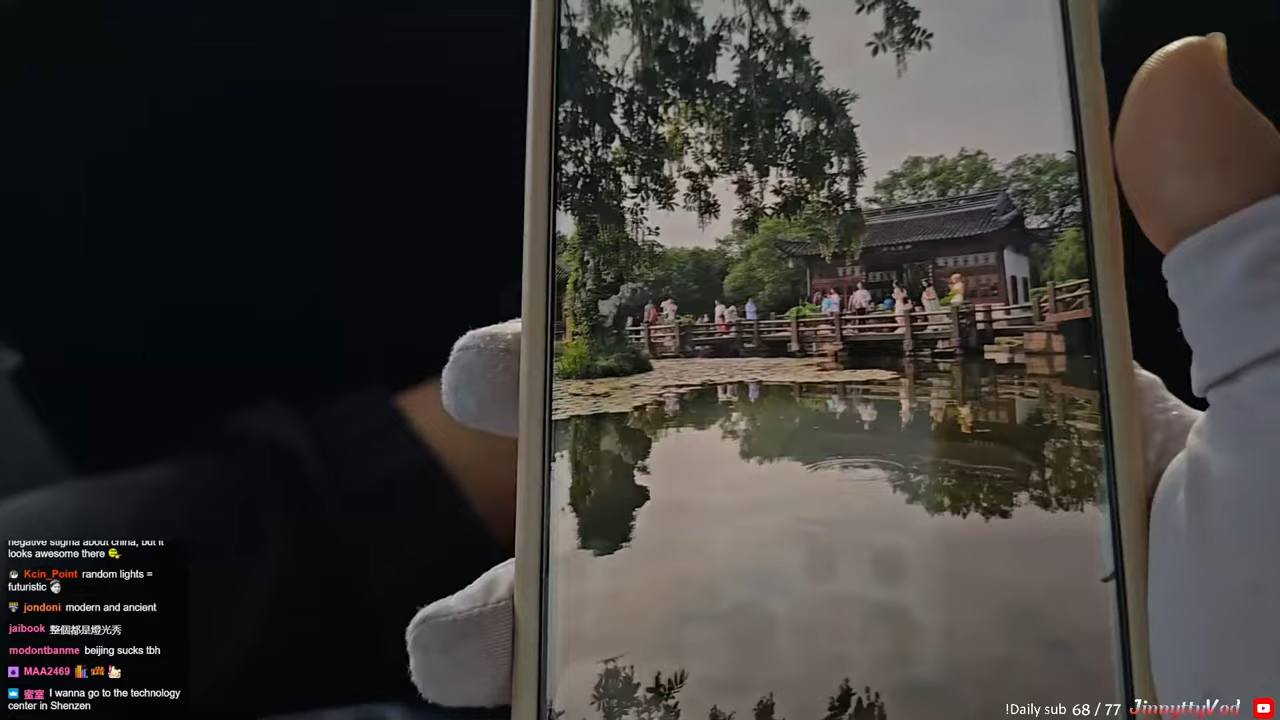 negative stigma about china, but it
looks awesome there
Kcin_Point random lights =
futuristic
jondoni modern and ancient
jaibook 整個都是燈光秀
modontbanme beijing sucks tbh
MAA2469
蜜室 I wanna go to the technology
center in Shenzen
!Daily sub 68 / 77 JinnyttyVod